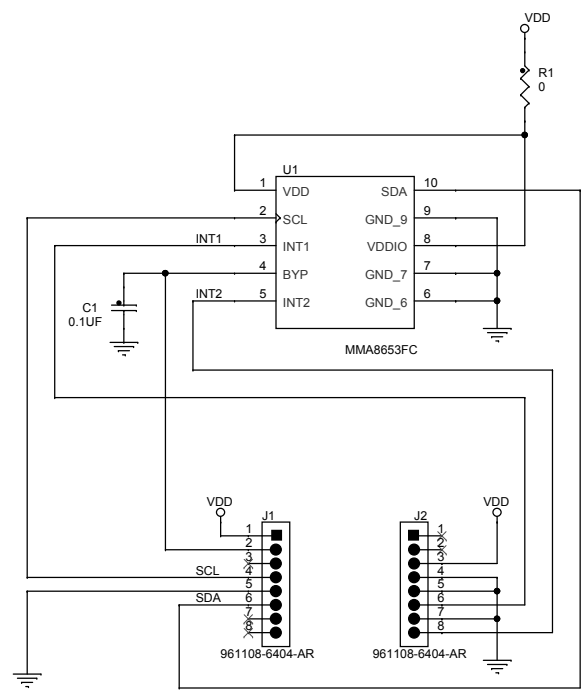 VDD
R1
0
U1
1 VDD SDA 10
2 SCL GND_9 9
INT1 3 INT1 VDDIO 8
4 BYP GND_7 7
INT2 5 INT2 GND_6 6
C1
0.1UF
MMA8653FC
VDD
J1
1
2
3
SCL 4
5
SDA 6
7
8
961108-6404-AR
VDD
J2
1
2
3
4
5
6
7
8
961108-6404-AR